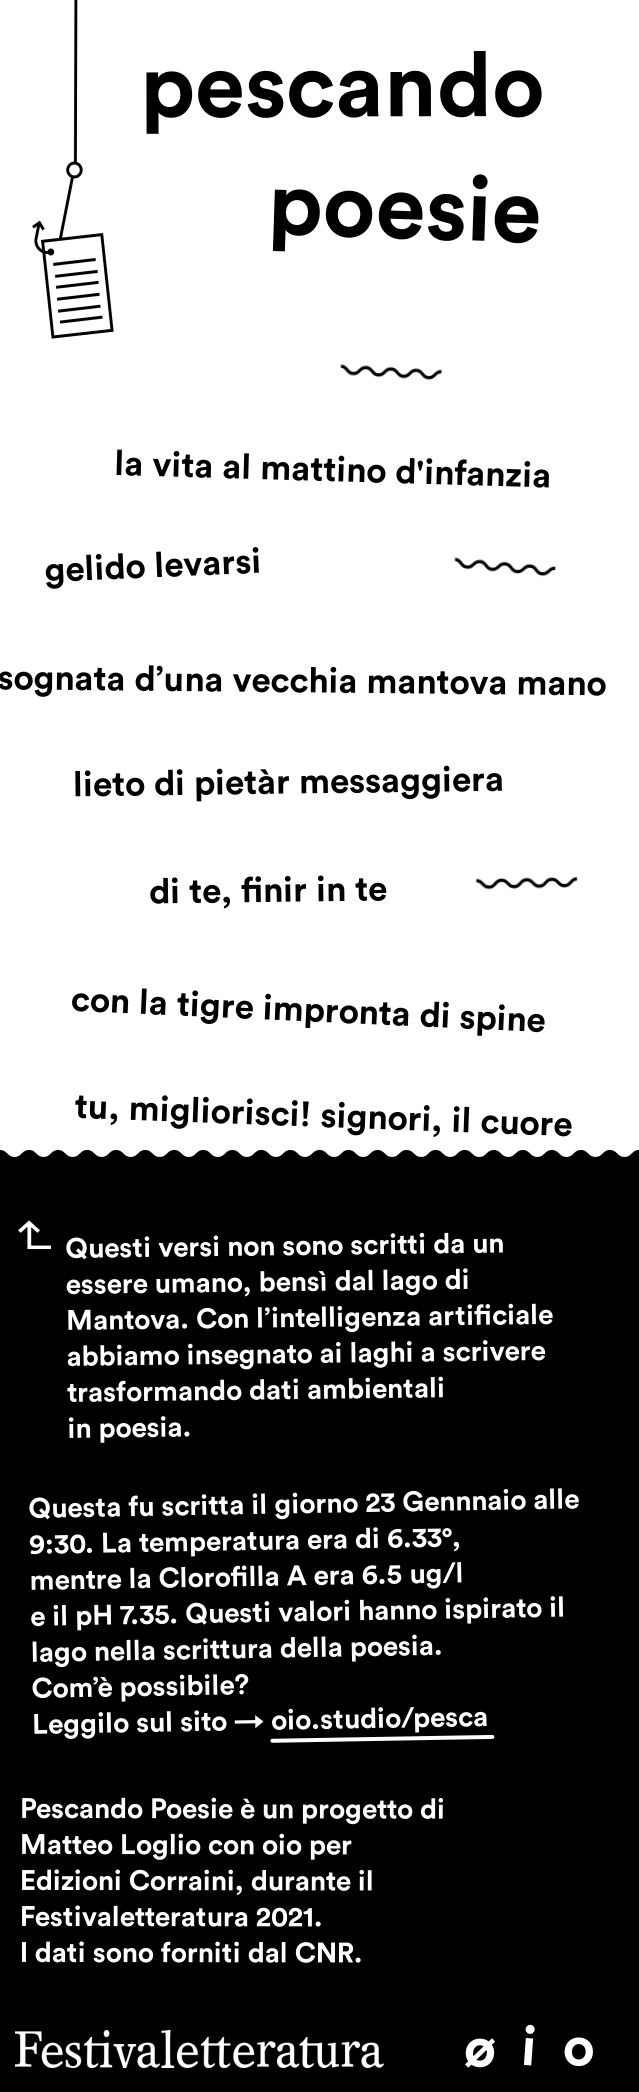 pescando
poesie
la vita al mattino d'infanzia
gelido levarsi
sognata d’una vecchia mantova mano
lieto di pietàr messaggiera
di te, finir in te
con la tigre impronta di spine
tu, migliorisci! signori, il cuore
Questi versi non sono scritti da un
essere umano, bensì dal lago di
Mantova. Con l’intelligenza artificiale
abbiamo insegnato ai laghi a scrivere
trasformando dati ambientali
in poesia.
Questa fu scritta il giorno 23 Gennnaio alle
9:30. La temperatura era di 6.33°,
mentre la Clorofilla A era 6.5 ug/l
e il pH 7.35. Questi valori hanno ispirato il
lago nella scrittura della poesia.
Com’è possibile?
Leggilo sul sito → oio.studio/pesca
Pescando Poesie è un progetto di
Matteo Loglio con oio per
Edizioni Corraini, durante il
Festivaletteratura 2021.
I dati sono forniti dal CNR.
Festivaletteratura ø i o